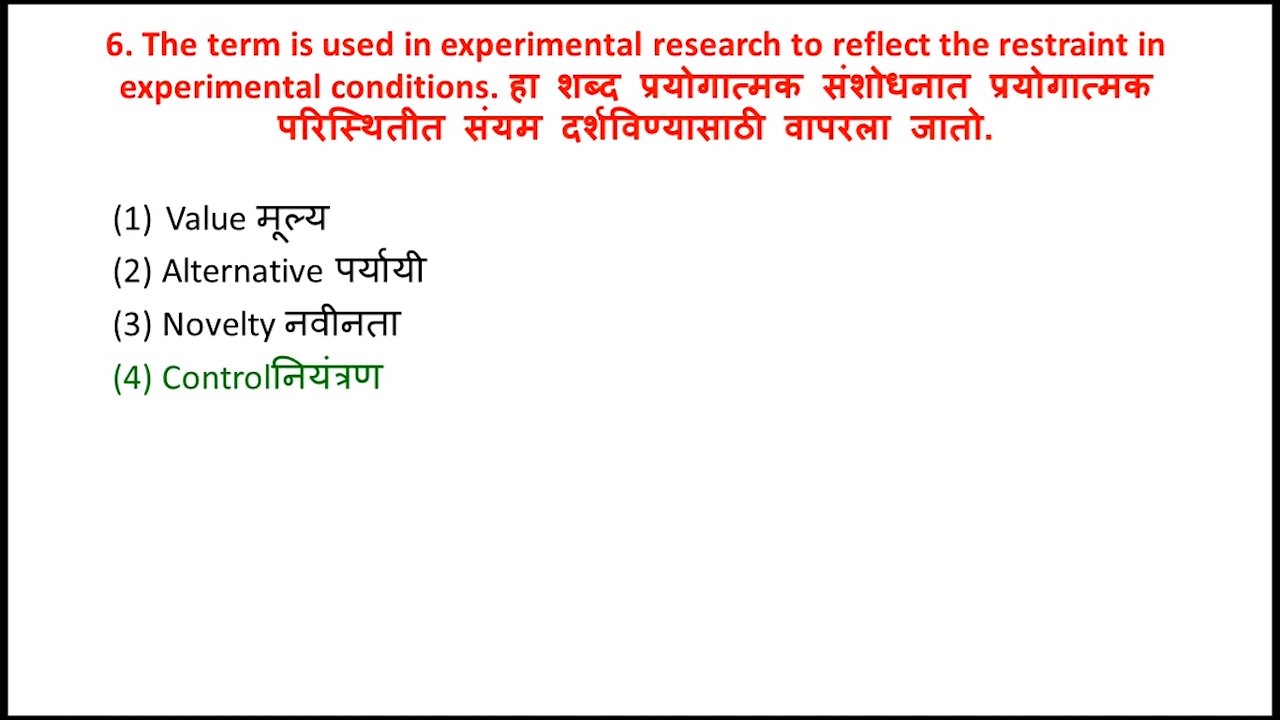 6. The term is used in experimental research to reflect the restraint in
experimental conditions. हा शब्द प्रयोगात्मक संशोधनात प्रयोगात्मक
परिस्थितीत संयम दर्शविण्यासाठी वापरला जातो.
(1) Value मूल्य
(2) Alternative पर्यायी
(3) Novelty नवीनता
(4) Controlनियंत्रण